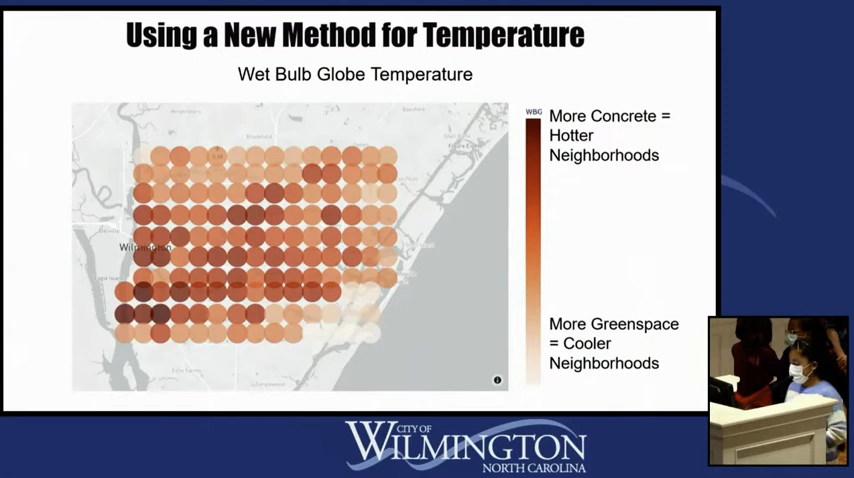 Using a New Method for Temperature
Wet Bulb Globe Temperature
WBG
More Concrete =
Hotter
Neighborhoods
Wilmington
More Greenspace
= Cooler
Neighborhoods
CITY OF
WILMINGTON
NORTH CAROLINA